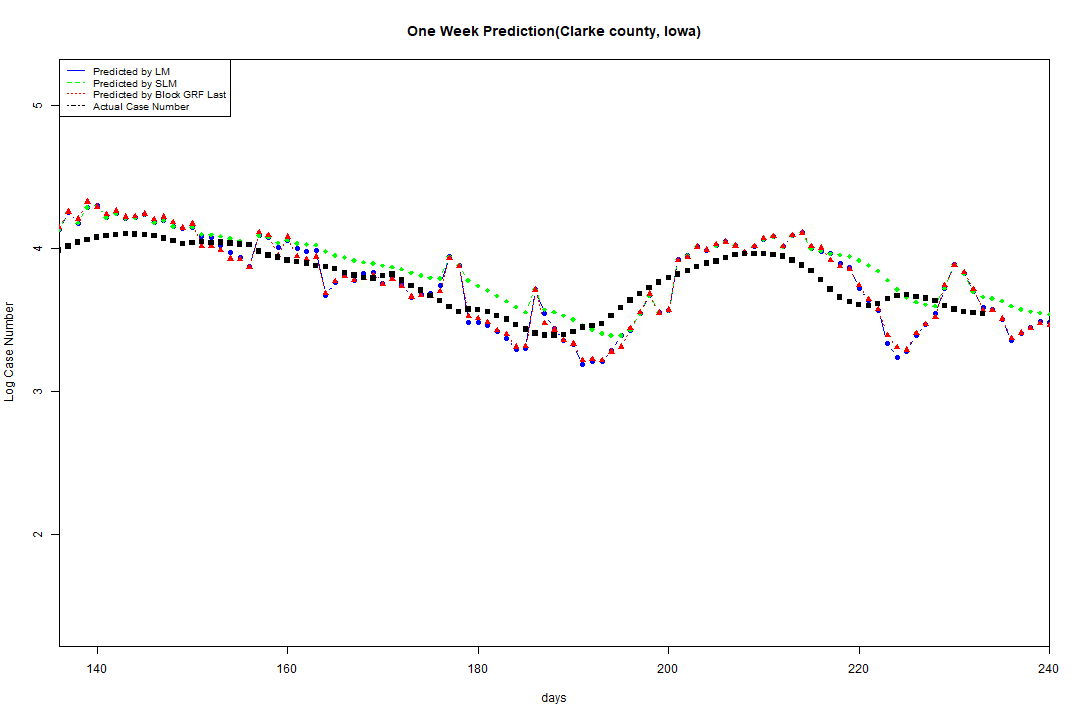 One Week Prediction(Clarke county, Iowa)
Predicted by LM
Predicted by SLM
Predicted by Block GRF Last
Actual Case Number
5
4
3
2
Log Case Number
140 160 180 200 220 240
days